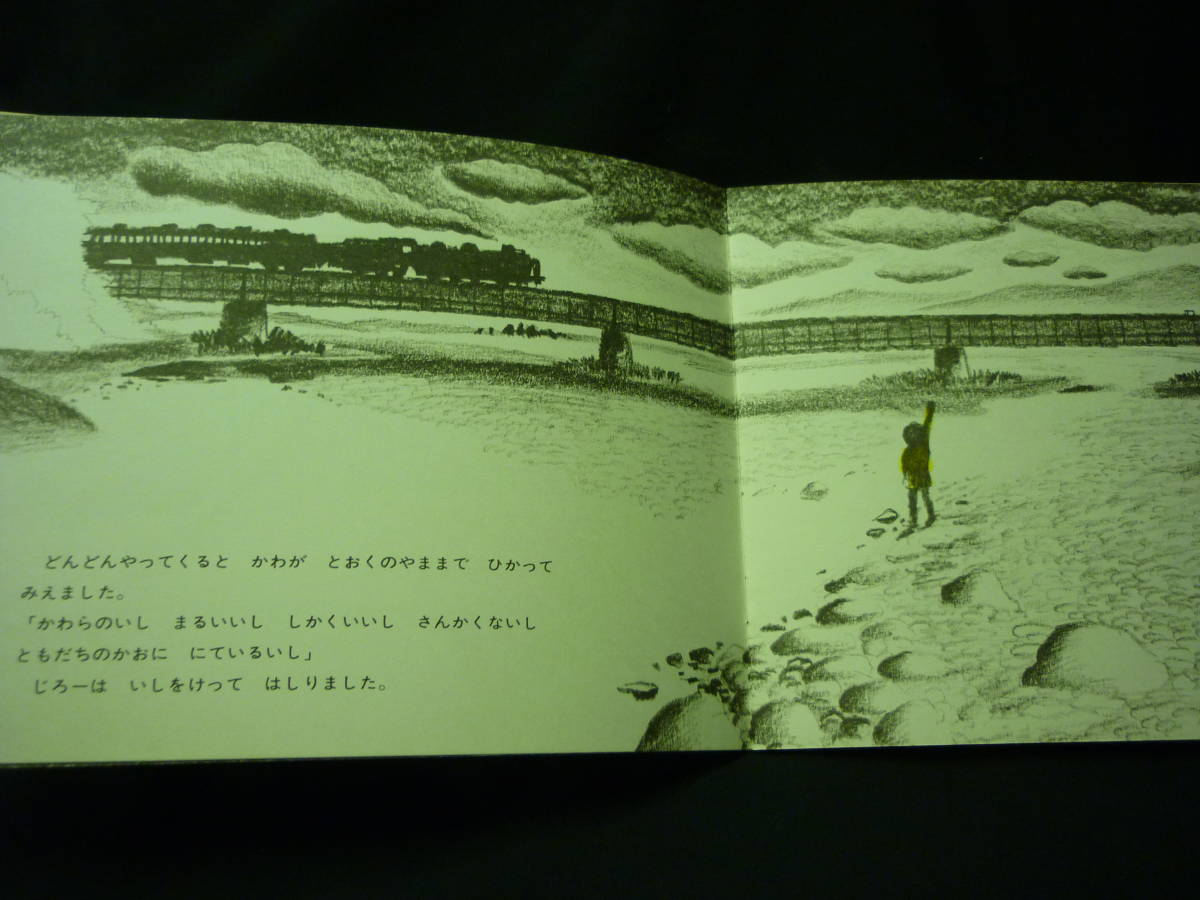 どんどんやってくると　かわが　とおくのやままで　ひかって
みえました。
「かわらのいし　まるいいし　しかくいいし　さんかくないし
ともだちのかおに　にているいし」
じろーは　いしをけって　はしりました。